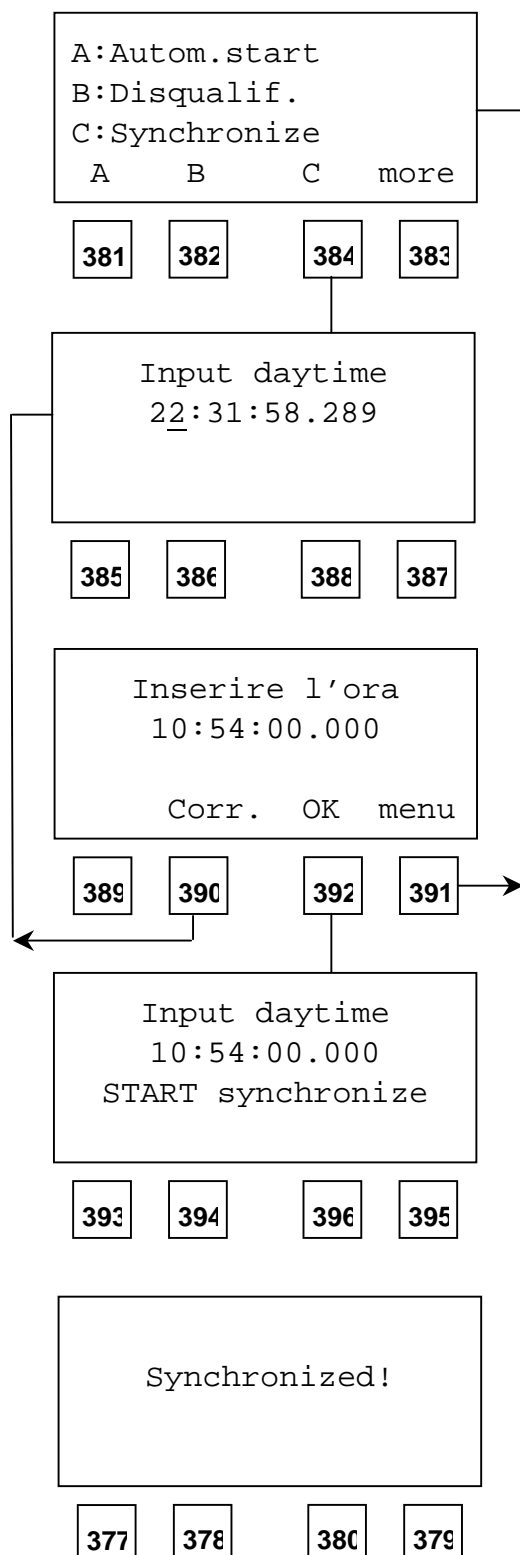 A:Autom.start
B:Disqualif.
C:Synchronize
A B C more
381 382 384 383
Input daytime
22:31:58.289
385 386 388 387
Inserire l'ora
10:54:00.000
Corr. OK menu
389 390 392 391
Input daytime
10:54:00.000
START synchronize
393 394 396 395
Synchronized!
377 378 380 379